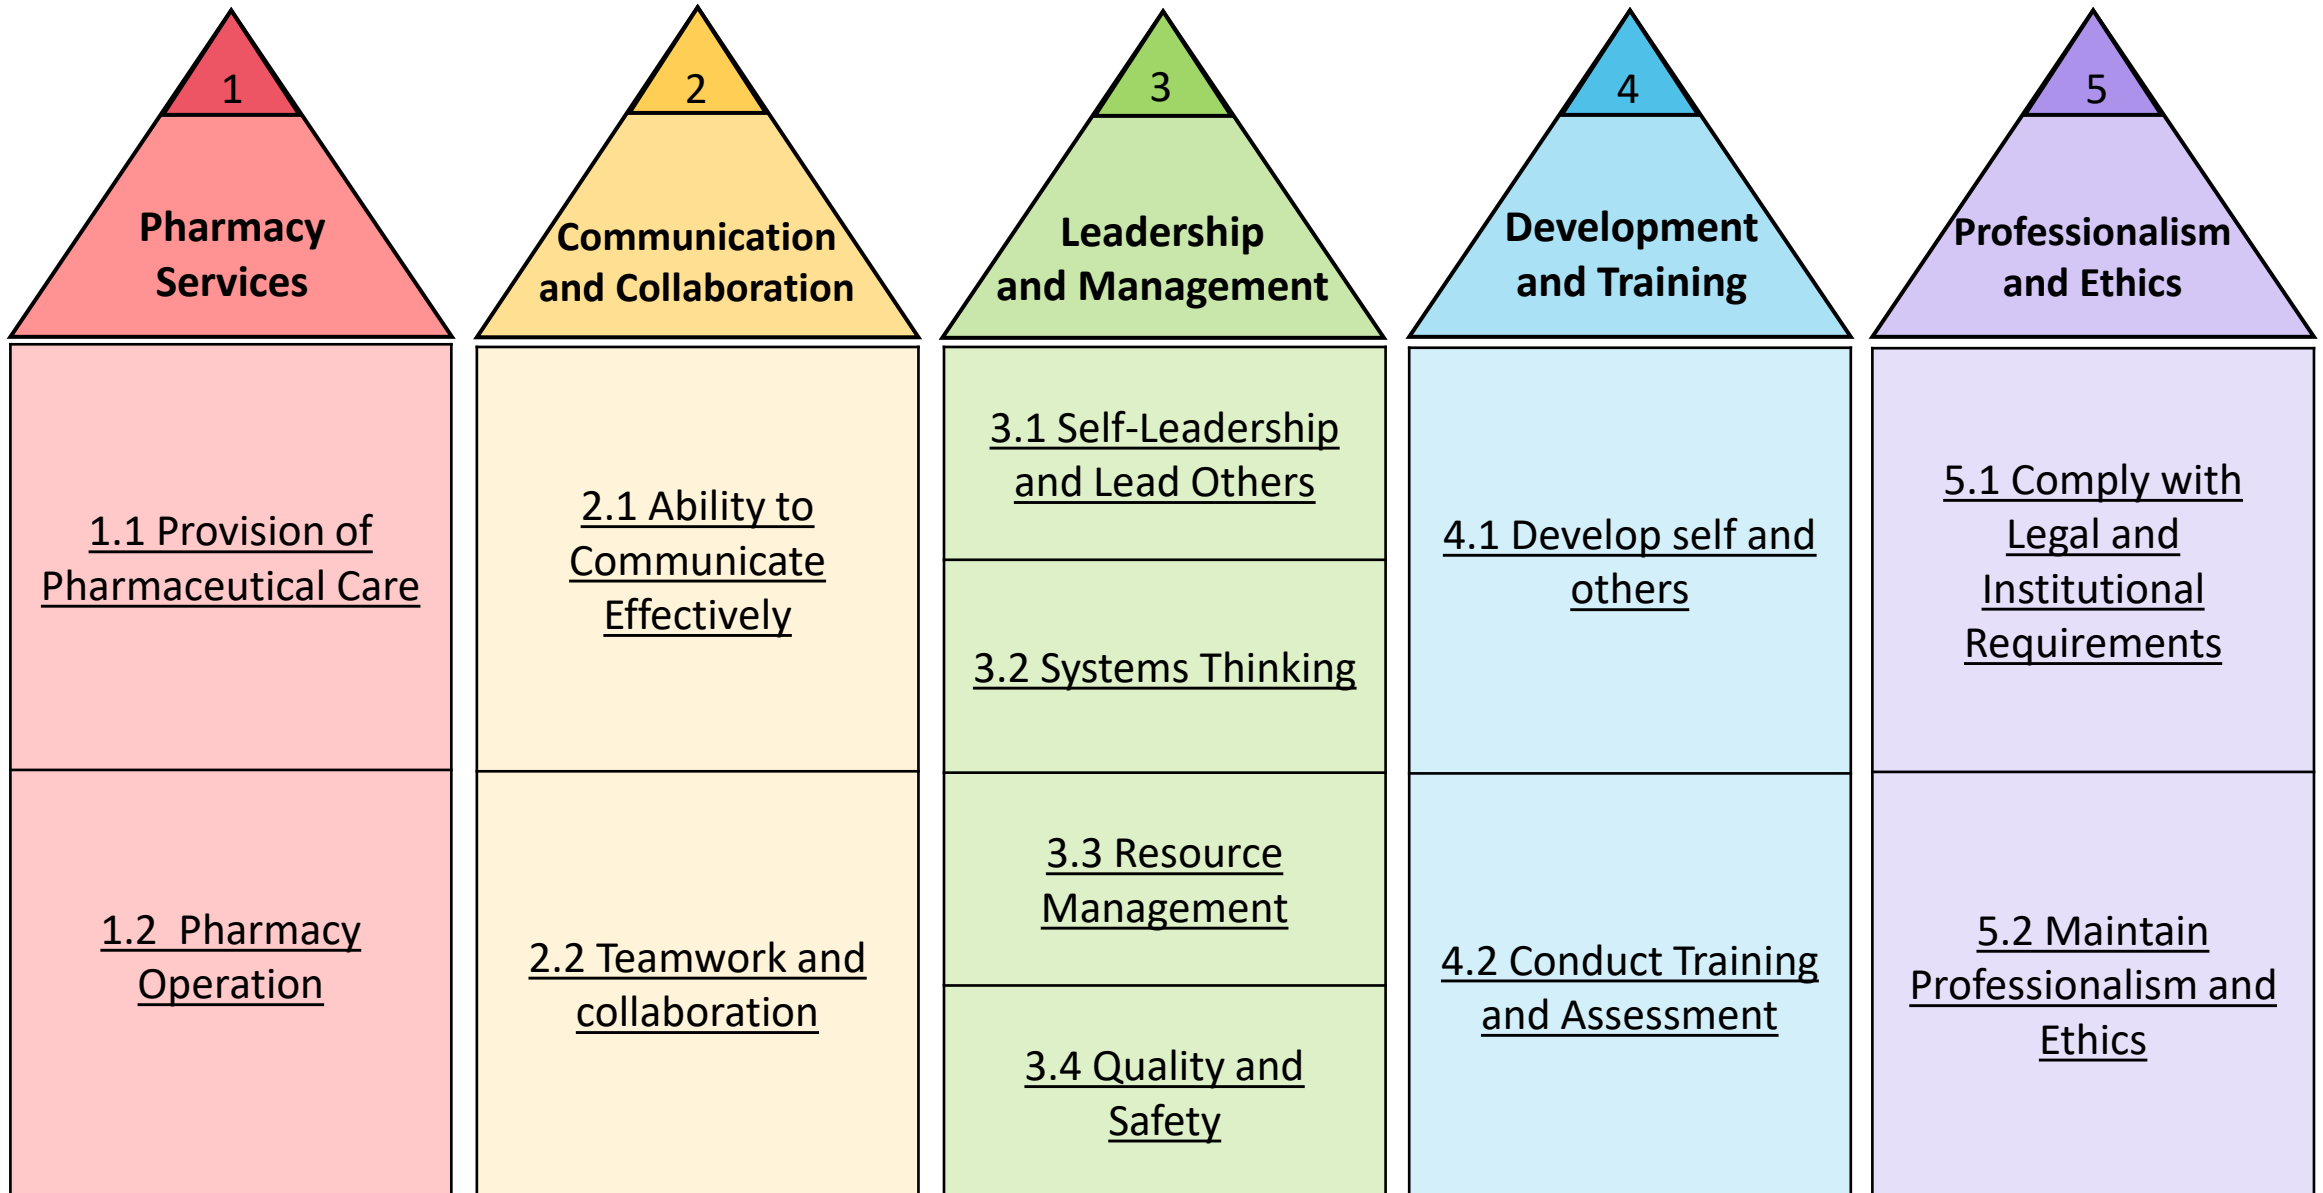 1
Pharmacy
Services
1.1 Provision of
Pharmaceutical Care
1.2  Pharmacy
Operation
2
Communication
and Collaboration
2.1 Ability to
Communicate
Effectively
2.2 Teamwork and
collaboration
3
Leadership
and Management
3.1 Self-Leadership
and Lead Others
3.2 Systems Thinking
3.3 Resource
Management
3.4 Quality and
Safety
4
Development
and Training
4.1 Develop self and
others
4.2 Conduct Training
and Assessment
5
Professionalism
and Ethics
5.1 Comply with
Legal and
Institutional
Requirements
5.2 Maintain
Professionalism and
Ethics